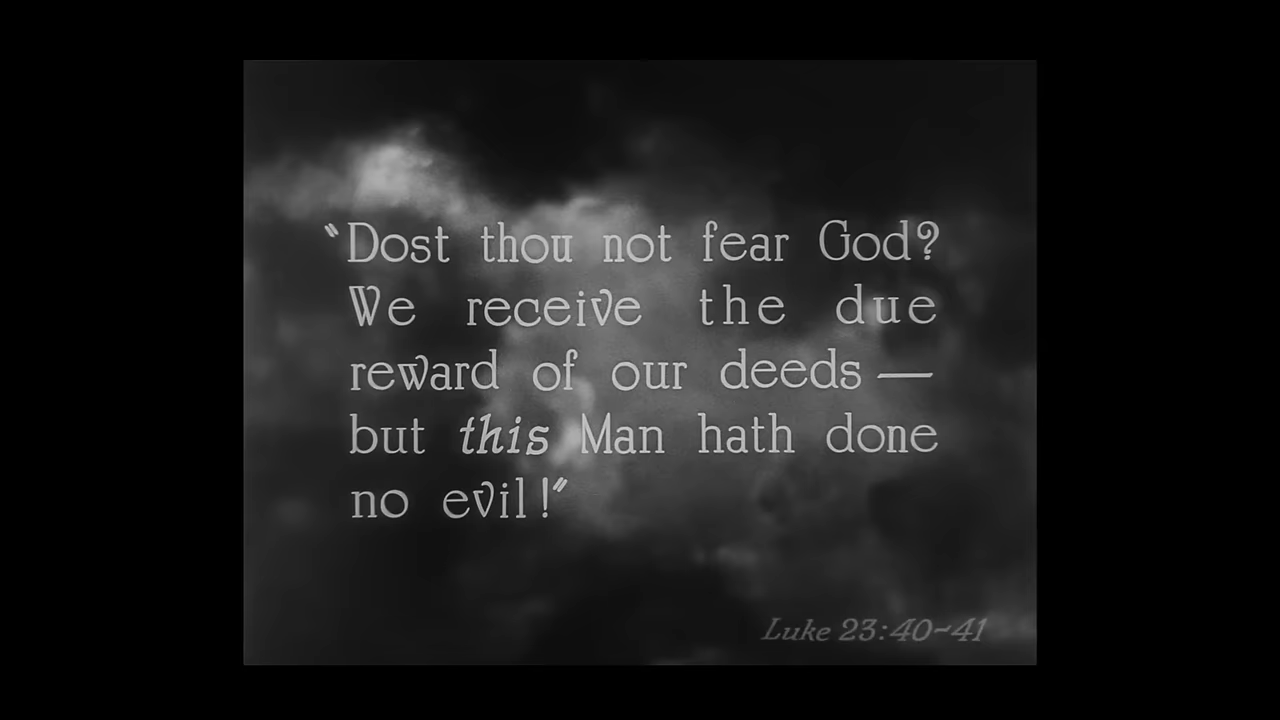 "Dost thou not fear God?
We receive the due
reward of our deeds —
but this Man hath done
no evil!"
Luke 23:40~41